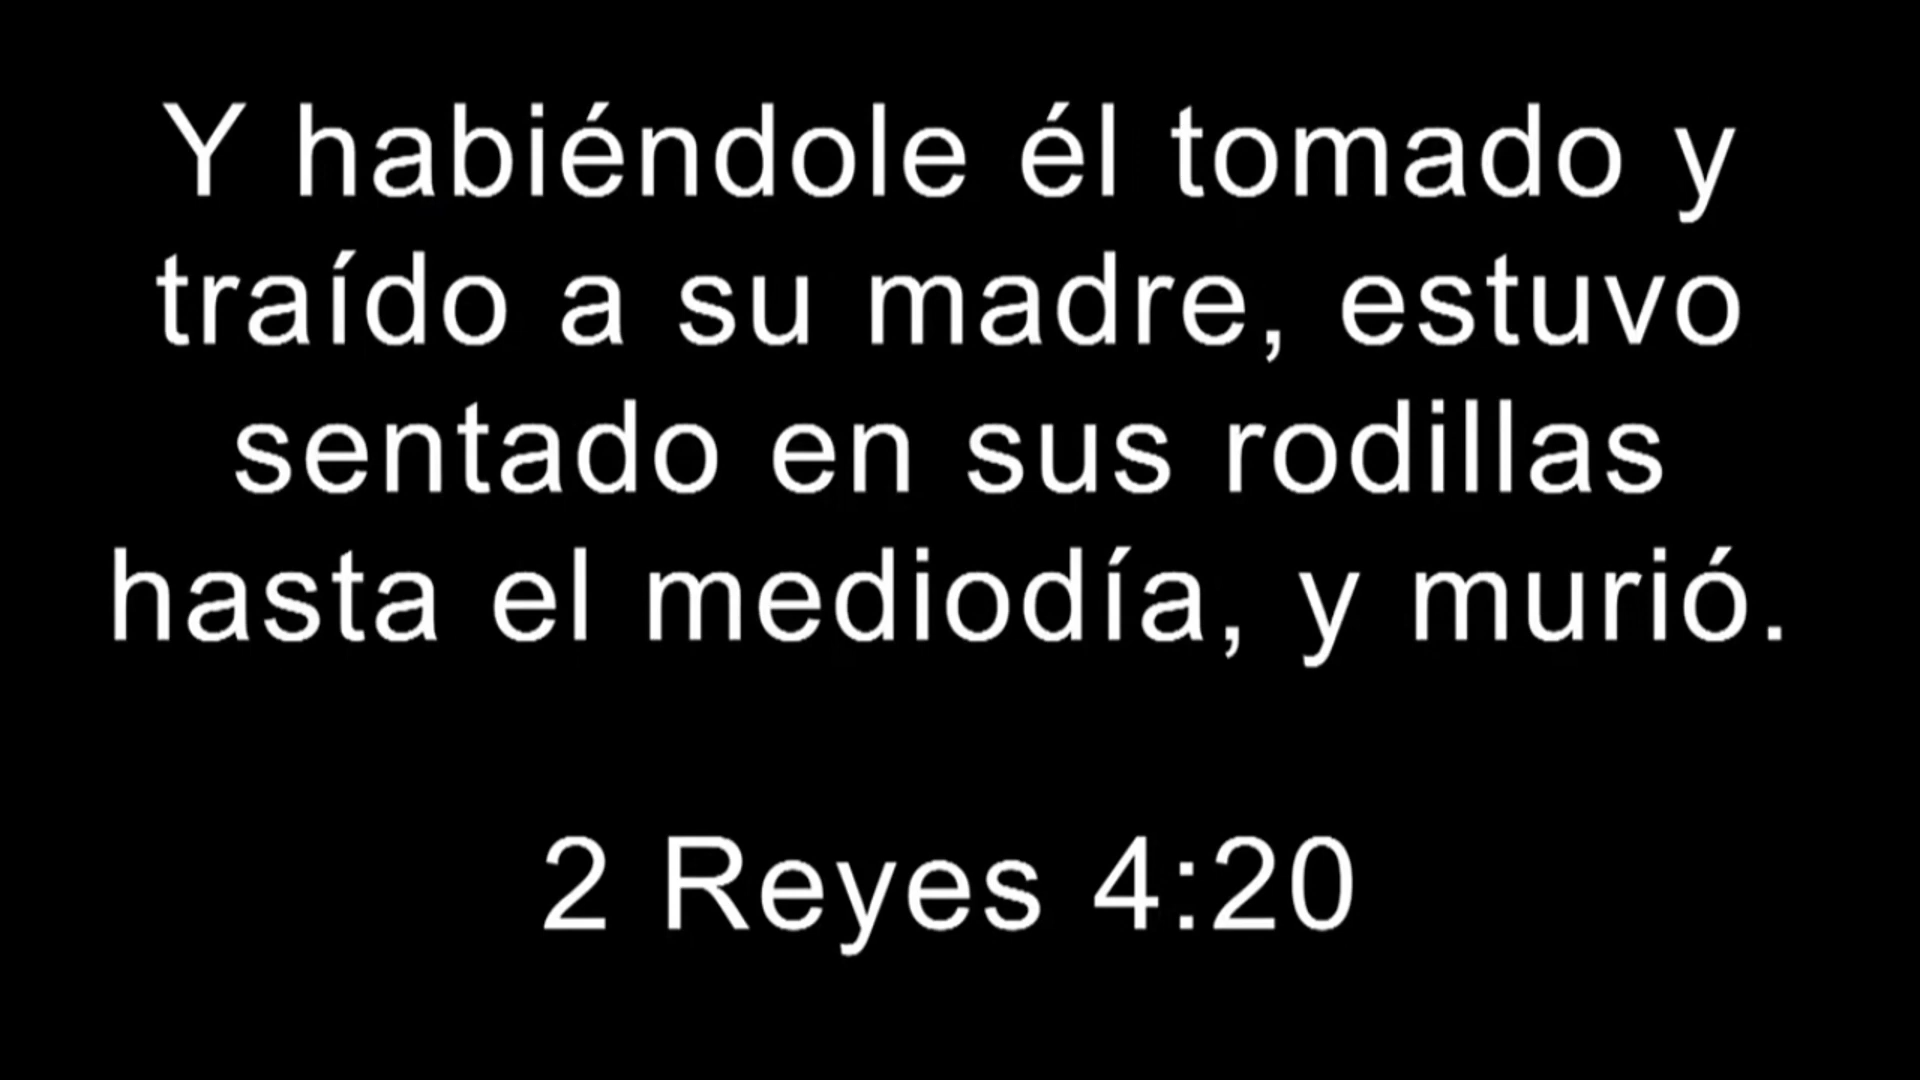 Y habiéndole él tomado y
traído a su madre, estuvo
sentado en sus rodillas
hasta el mediodía, y murió.
2 Reyes 4:20